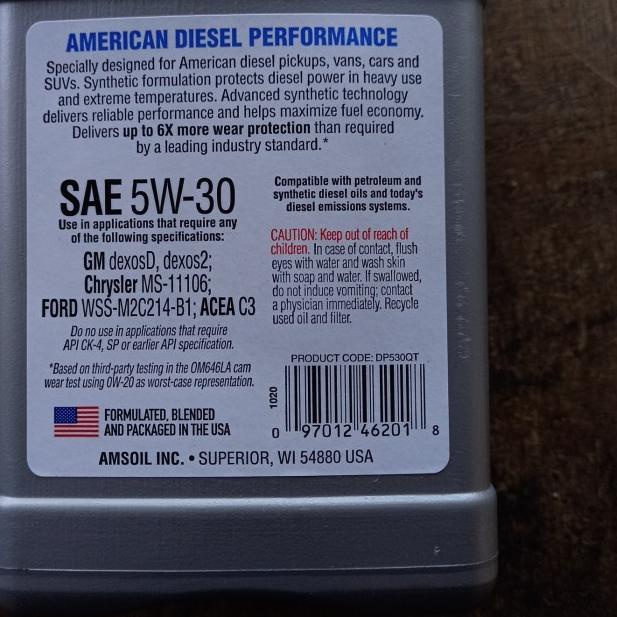 AMERICAN DIESEL PERFORMANCE
Specially designed for American diesel pickups, vans, cars and
SUVs. Synthetic formulation protects diesel power in heavy use
and extreme temperatures. Advanced synthetic technology
delivers reliable performance and helps maximize fuel economy.
Delivers up to 6X more wear protection than required
by a leading industry standard.*
SAE 5W-30
Use in applications that require any
of the following specifications:
GM dexosD, dexos2;
Chrysler MS-11106;
FORD WSS-M2C214-B1; ACEA C3
Do no use in applications that require
API CK-4, SP or earlier API specification.
*Based on third-party testing in the OM646LA cam
wear test using 0W-20 as worst-case representation.
FORMULATED, BLENDED
AND PACKAGED IN THE USA
Compatible with petroleum and
synthetic diesel oils and today's
diesel emissions systems.
CAUTION: Keep out of reach of
children. In case of contact, flush
eyes with water and wash skin
with soap and water. If swallowed,
do not induce vomiting; contact
a physician immediately. Recycle
used oil and filter.
PRODUCT CODE: DP530QT
1020
0 97012 46201 8
AMSOIL INC. • SUPERIOR, WI 54880 USA